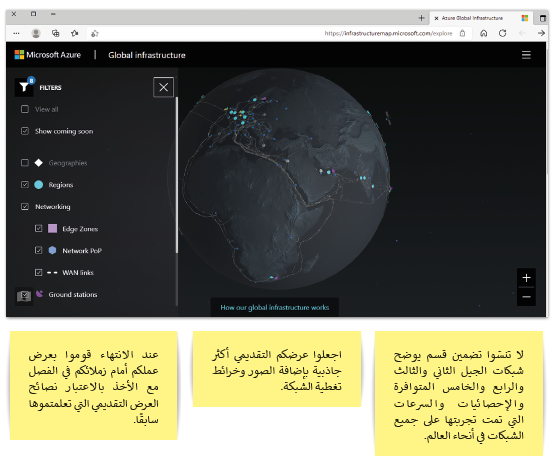 Azure Global Infrastructure
https://infrastructuremap.microsoft.com/explore
Microsoft Azure | Global infrastructure
8
FILTERS
View all
Show coming soon
Geographies
Regions
Networking
Edge Zones
Network PoP
WAN links
Ground stations
How our global infrastructure works
لا تنسَوا تضمين قسم يوضح
شبكات الجيل الثاني والثالث
والرابع والخامس المتوافرة
والإحصائيات والسرعات
التي تمت تجربتها على جميع
الشبكات في أنحاء العالم.
اجعلوا عرضكم التقديمي أكثر
جاذبية بإضافة الصور وخرائط
تغطية الشبكة.
عند الانتهاء قوموا بعرض
عملكم أمام زملائكم في الفصل
مع الأخذ بالاعتبار نصائح
العرض التقديمي التي تعلمتموها
سابقًا.